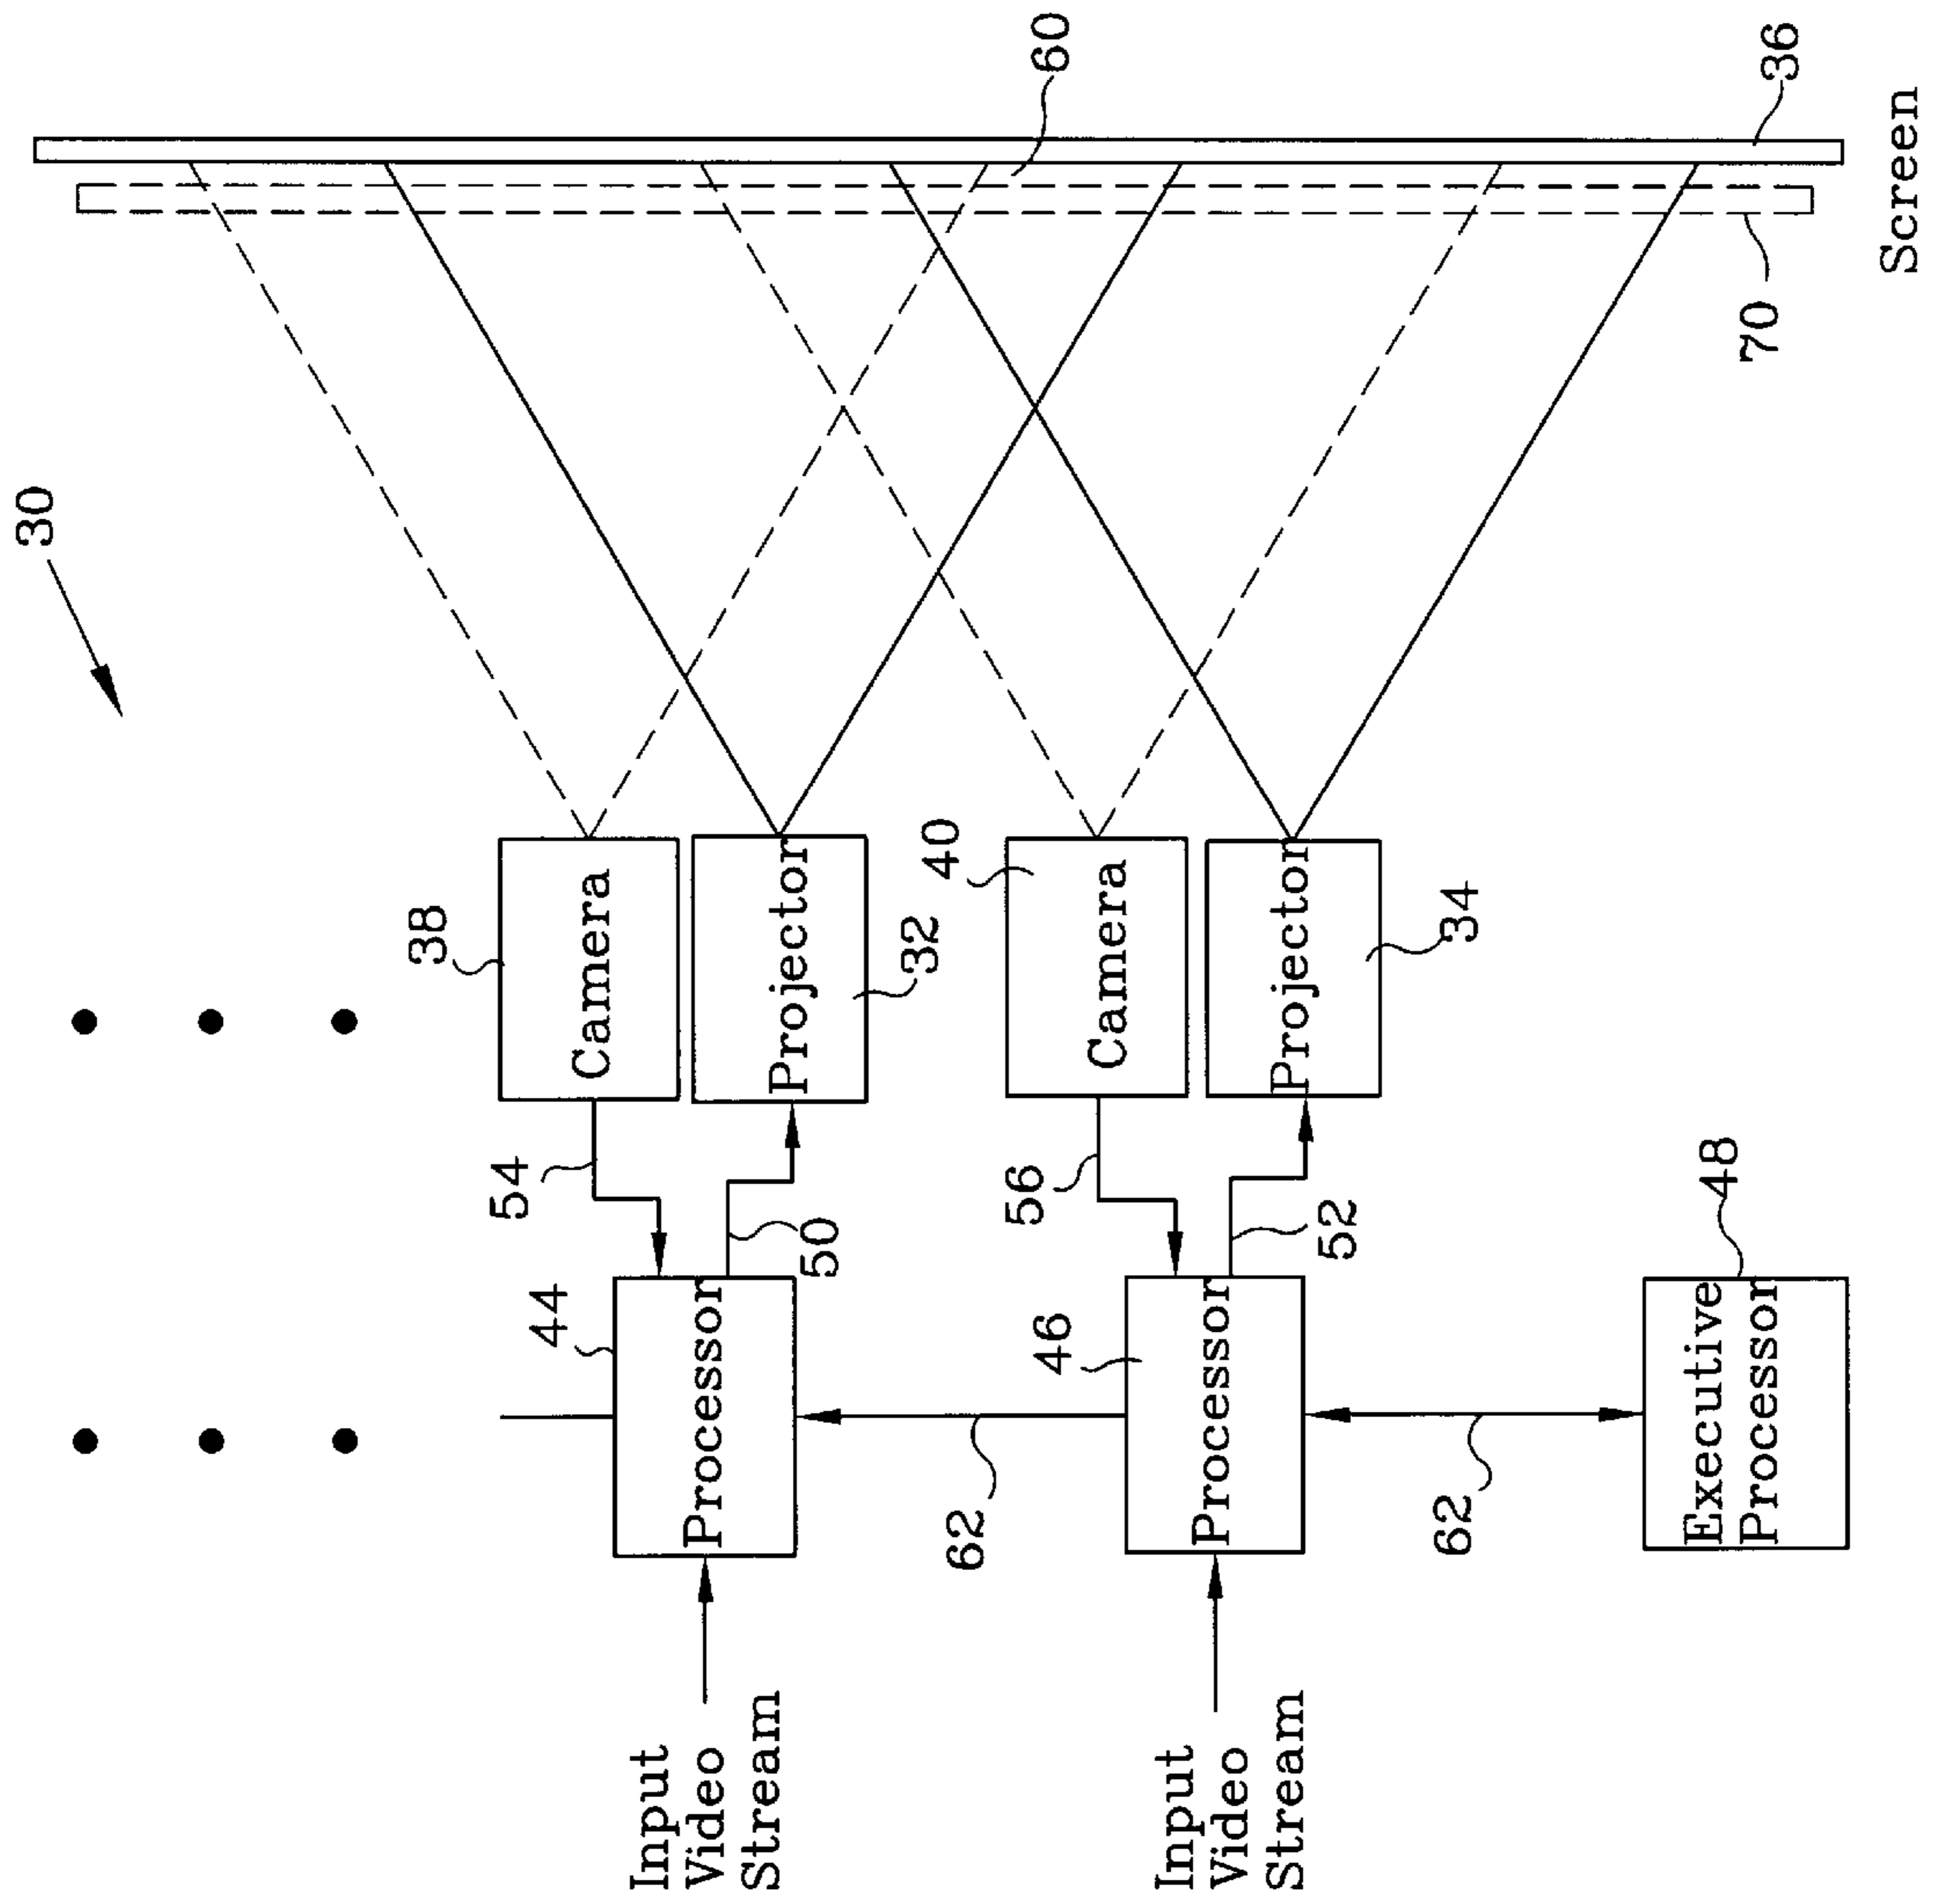 30
60
36
Screen
70
38
Camera
Projector
32
40
Camera
Projector
34
54
50
56
52
44
Processor
46
Processor
48
Executive
Processor
62
62
Input
Video
Stream
Input
Video
Stream